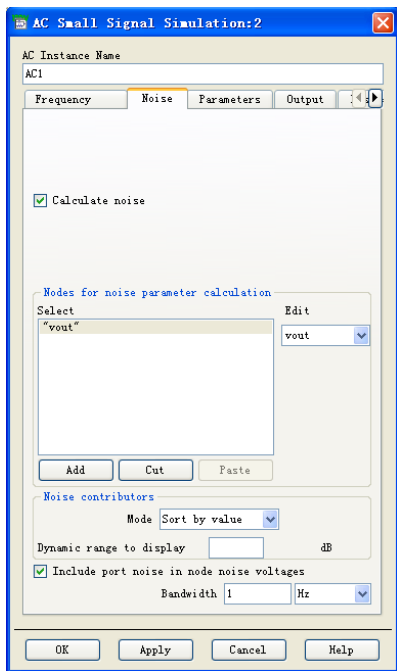 AC Small Signal Simulation:2
AC Instance Name
AC1
Frequency Noise Parameters Output
Calculate noise
Nodes for noise parameter calculation
Select Edit
"vout" vout
Add Cut Paste
Noise contributors
Mode Sort by value
Dynamic range to display dB
Include port noise in node noise voltages
Bandwidth 1 Hz
OK Apply Cancel Help